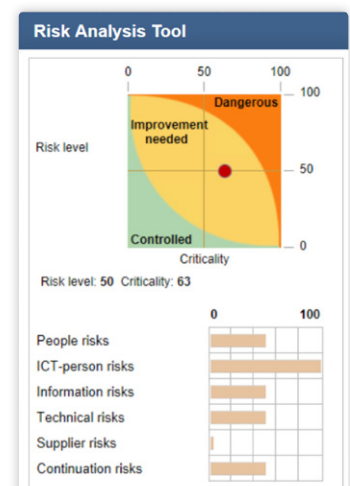 Risk Analysis Tool
0 50 100
100
Dangerous
Improvement
needed
Risk level
50
Controlled
0
Criticality
Risk level: 50 Criticality: 63
0 100
People risks
ICT-person risks
Information risks
Technical risks
Supplier risks
Continuation risks